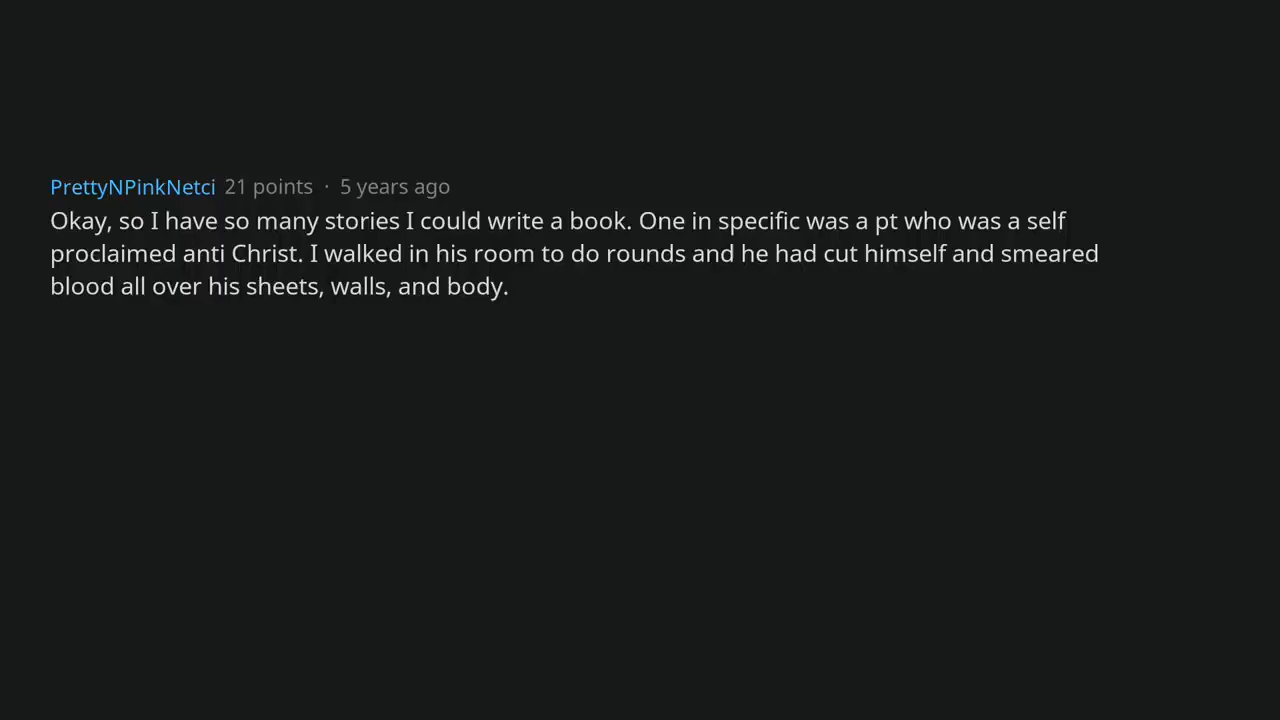 PrettyNPinkNetci 21 points · 5 years ago
Okay, so I have so many stories I could write a book. One in specific was a pt who was a self
proclaimed anti Christ. I walked in his room to do rounds and he had cut himself and smeared
blood all over his sheets, walls, and body.